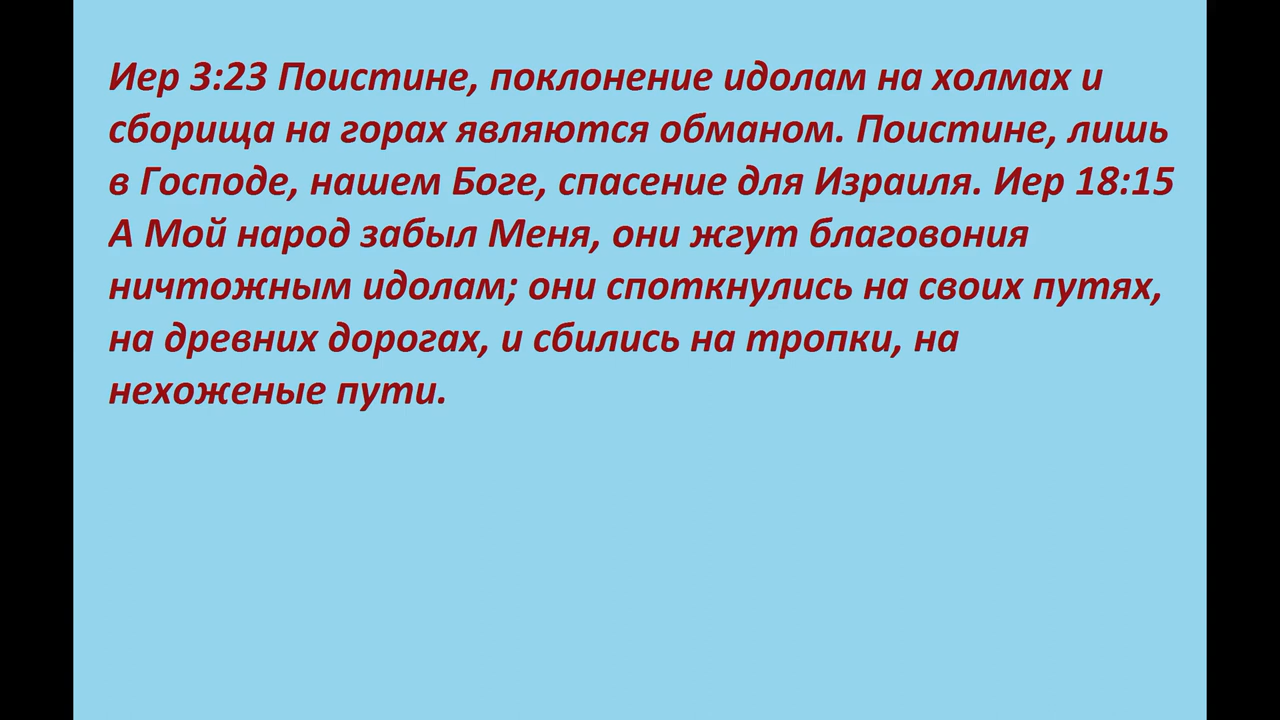 Иер 3:23 Поистине, поклонение идолам на холмах и
сборища на горах являются обманом. Поистине, лишь
в Господе, нашем Боге, спасение для Израиля. Иер 18:15
А Мой народ забыл Меня, они жгут благовония
ничтожным идолам; они споткнулись на своих путях,
на древних дорогах, и сбились на тропки, на
нехоженые пути.